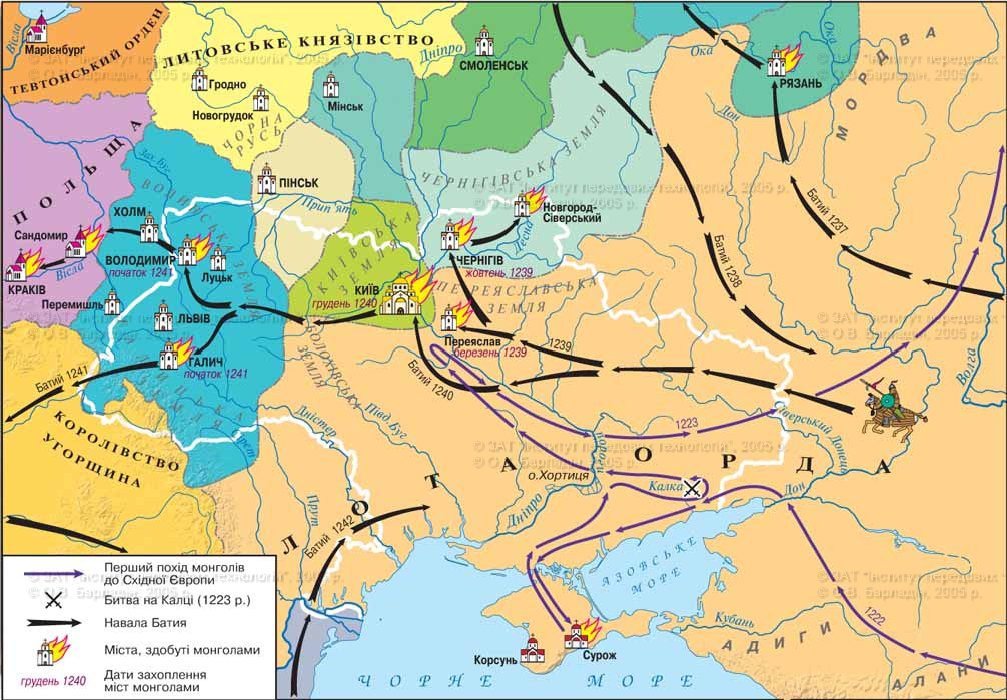 Вісла
Марієнбург
ТЕВТОНСЬКИЙ ОРДЕН
ЛИТОВСЬКЕ КНЯЗІВСТВО
Гродно
Новогрудок
ЧОРНА
РУСЬ
Мінськ
Дніпро
СМОЛЕНСЬК
Ока
Ока
РЯЗАНЬ
МОРДВА
Дон
© ЗАТ "Інститут передових технологій", 2005 р.
© О.В. Барладін, 2005 р.
ПОЛЬЩА
Зах. Буг
ПІНСЬК
Прип'ять
ЧЕРНІГІВСЬКА ЗЕМЛЯ
Новгород-
Сіверський
Десна
ЧЕРНІГІВ
жовтень 1239
ХОЛМ
Сандомир
ВОЛОДИМИР
початок 1241
Луцьк
Вісла
КРАКІВ
Перемишль
ЛЬВІВ
КИЇВСЬКА
ЗЕМЛЯ
КИЇВ
грудень 1240
ПЕРЕЯСЛАВСЬКА
ЗЕМЛЯ
Переяслав
березень 1239
1239
Батий 1237
Батий 1238
Волга
ГАЛИЧ
початок 1241
Батий 1241
БОЛОХІВСЬКА
ЗЕМЛЯ
Батий 1240
КОРОЛІВСТВО
УГОРЩИНА
Дністер
Півд. Буг
Прут
1223
Сіверський Донець
ЗОЛОТА ОРДА
о.Хортиця
Дніпро
Калка
Дон
Батий 1242
АЗОВСЬКЕ
МОРЕ
Кубань
1222
АДИГИ
АЛАНИ
Корсунь
Сурож
ЧОРНЕ МОРЕ
Перший похід монголів
до Східної Європи
Битва на Калці (1223 р.)
Навала Батия
Міста, здобуті монголами
грудень 1240
Дати захоплення
міст монголами